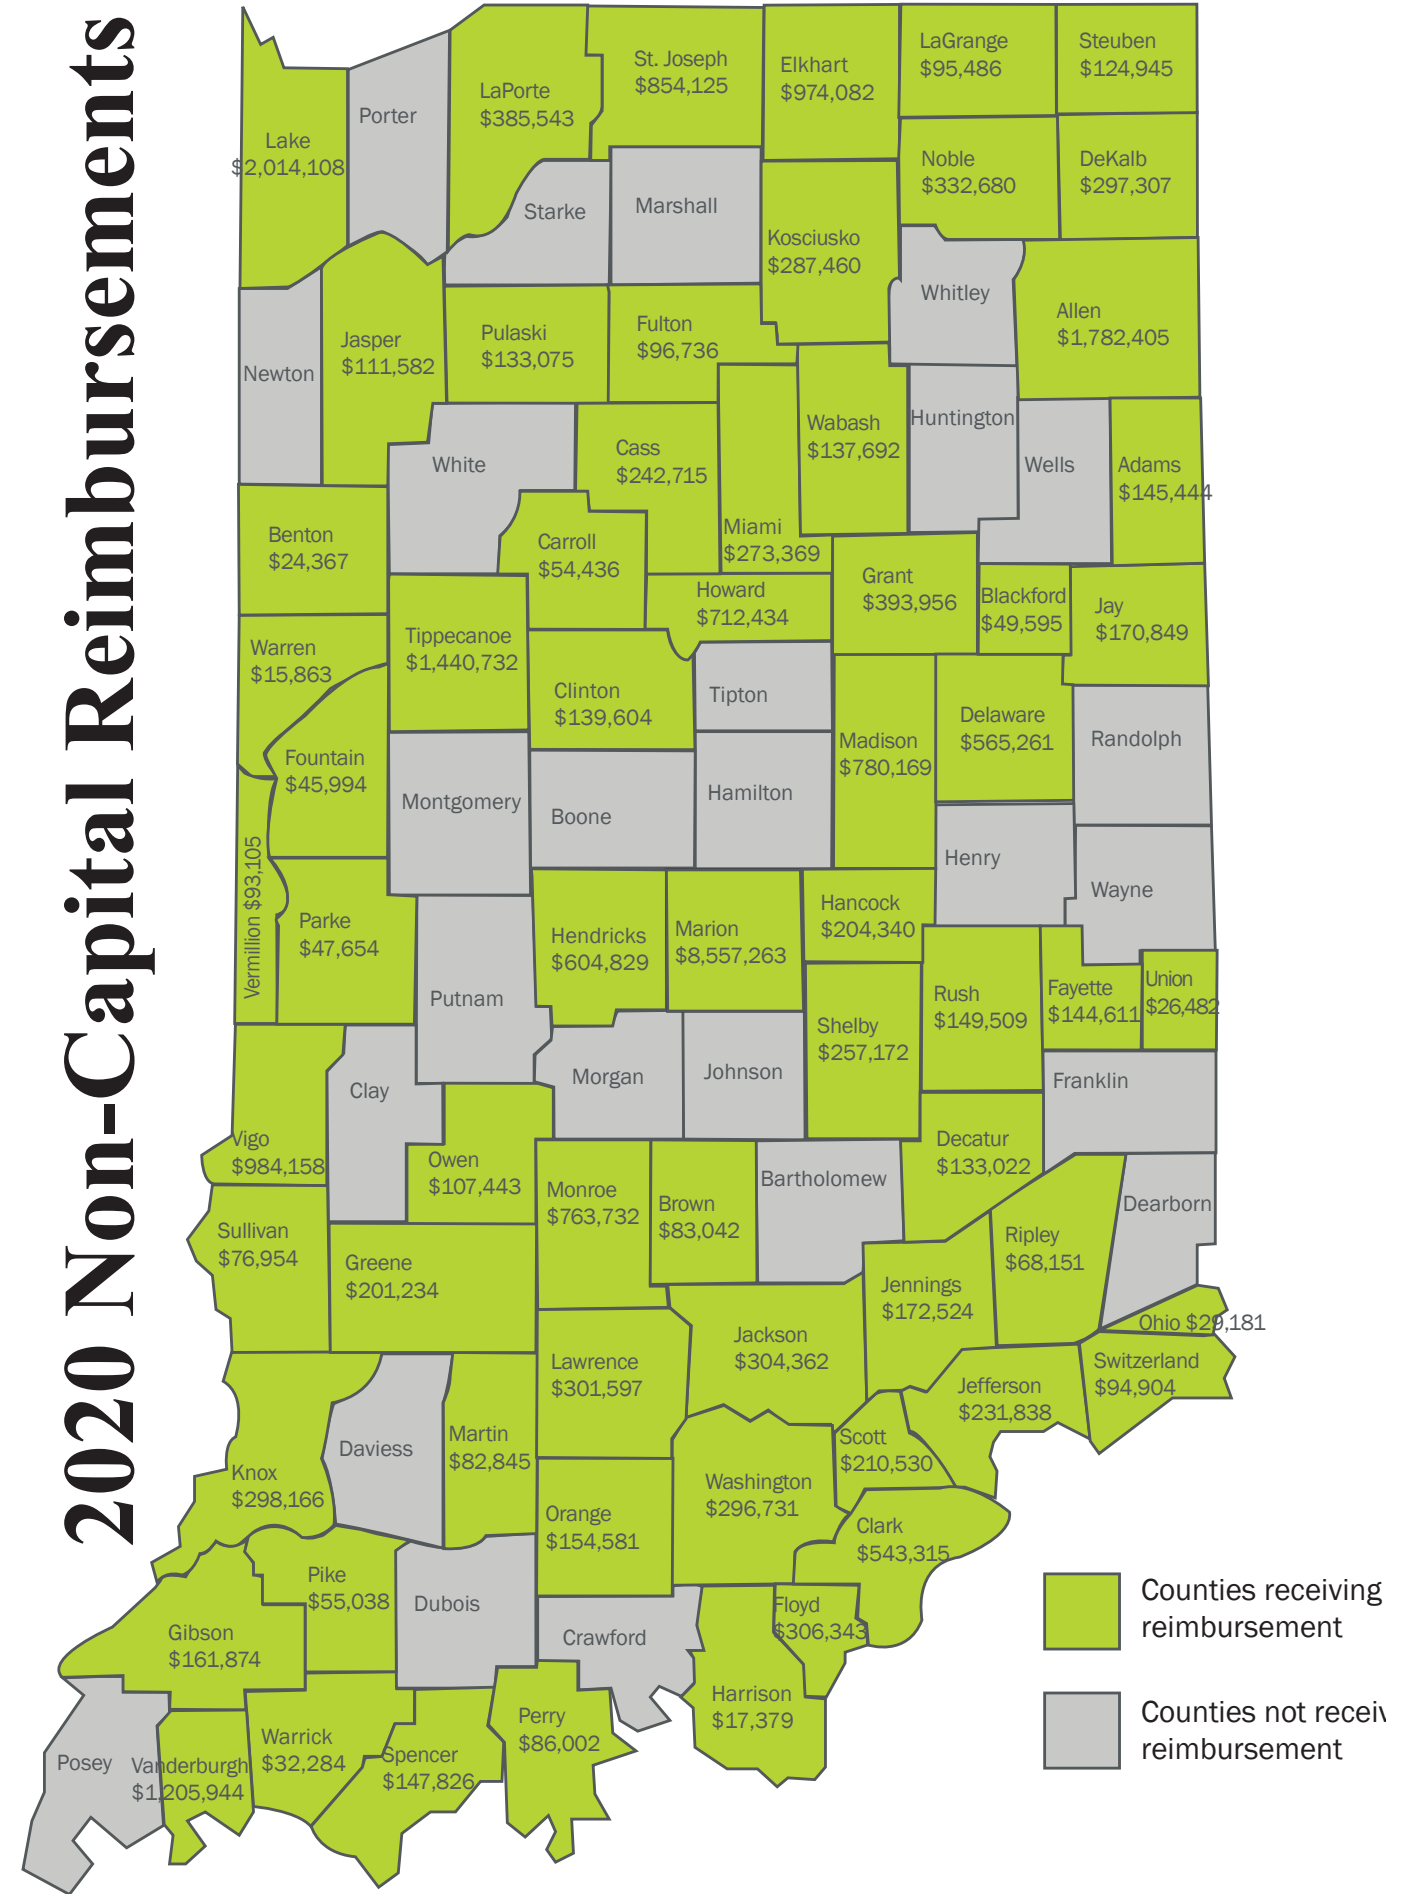 2020 Non-Capital Reimbursements
Lake
$2,014,108
Porter
LaPorte
$385,543
St. Joseph
$854,125
Elkhart
$974,082
LaGrange
$95,486
Steuben
$124,945
Noble
$332,680
DeKalb
$297,307
Starke
Marshall
Kosciusko
$287,460
Whitley
Allen
$1,782,405
Newton
Jasper
$111,582
Pulaski
$133,075
Fulton
$96,736
White
Cass
$242,715
Miami
$273,369
Wabash
$137,692
Huntington
Wells
Adams
$145,444
Benton
$24,367
Carroll
$54,436
Howard
$712,434
Grant
$393,956
Blackford
$49,595
Jay
$170,849
Warren
$15,863
Tippecanoe
$1,440,732
Clinton
$139,604
Tipton
Madison
$780,169
Delaware
$565,261
Randolph
Fountain
$45,994
Montgomery
Boone
Hamilton
Henry
Wayne
Vermillion $93,105
Parke
$47,654
Putnam
Hendricks
$604,829
Marion
$8,557,263
Hancock
$204,340
Shelby
$257,172
Rush
$149,509
Fayette
$144,611
Union
$26,482
Vigo
$984,158
Clay
Morgan
Johnson
Franklin
Owen
$107,443
Monroe
$763,732
Brown
$83,042
Bartholomew
Decatur
$133,022
Dearborn
Sullivan
$76,954
Greene
$201,234
Jennings
$172,524
Ripley
$68,151
Ohio $29,181
Lawrence
$301,597
Jackson
$304,362
Jefferson
$231,838
Switzerland
$94,904
Knox
$298,166
Daviess
Martin
$82,845
Scott
$210,530
Orange
$154,581
Washington
$296,731
Clark
$543,315
Gibson
$161,874
Pike
$55,038
Dubois
Crawford
Floyd
$306,343
Harrison
$17,379
Posey
Vanderburgh
$1,205,944
Warrick
$32,284
Spencer
$147,826
Perry
$86,002
Counties receiving
reimbursement
Counties not receiv
reimbursement